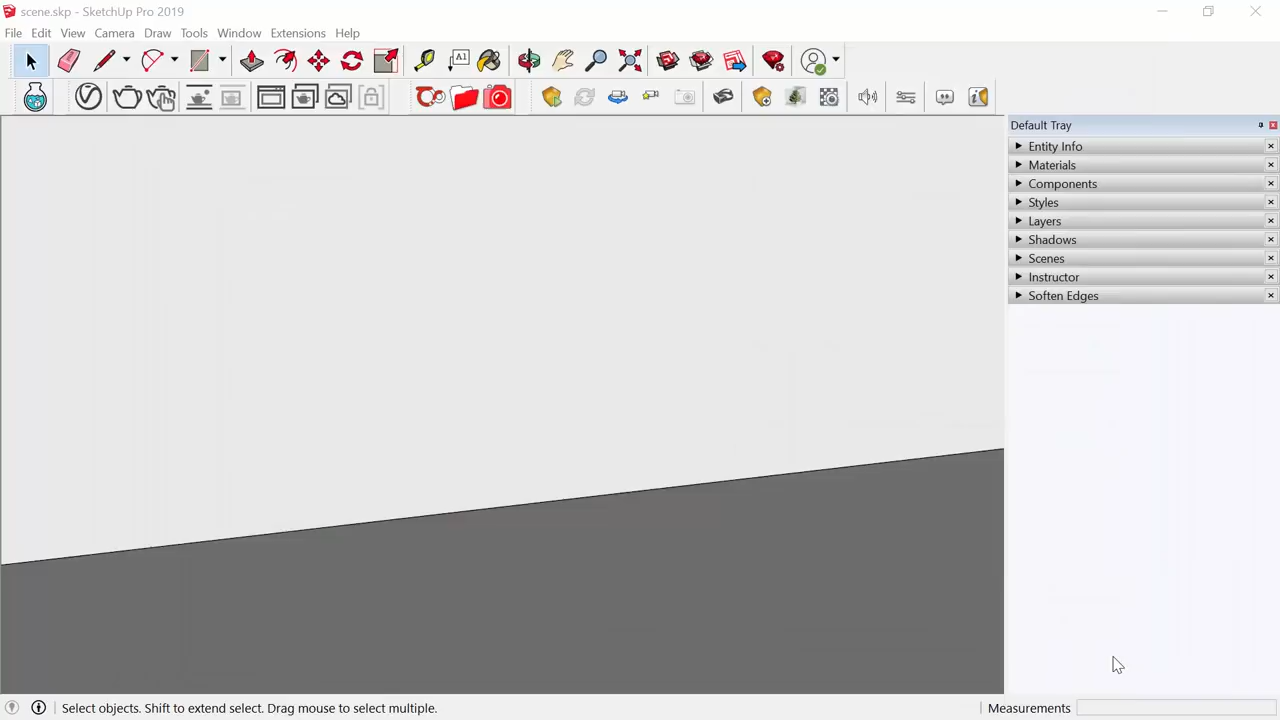 scene.skp - SketchUp Pro 2019
File Edit View Camera Draw Tools Window Extensions Help
A1
Default Tray
Entity Info
Materials
Components
Styles
Layers
Shadows
Scenes
Instructor
Soften Edges
Select objects. Shift to extend select. Drag mouse to select multiple.
Measurements